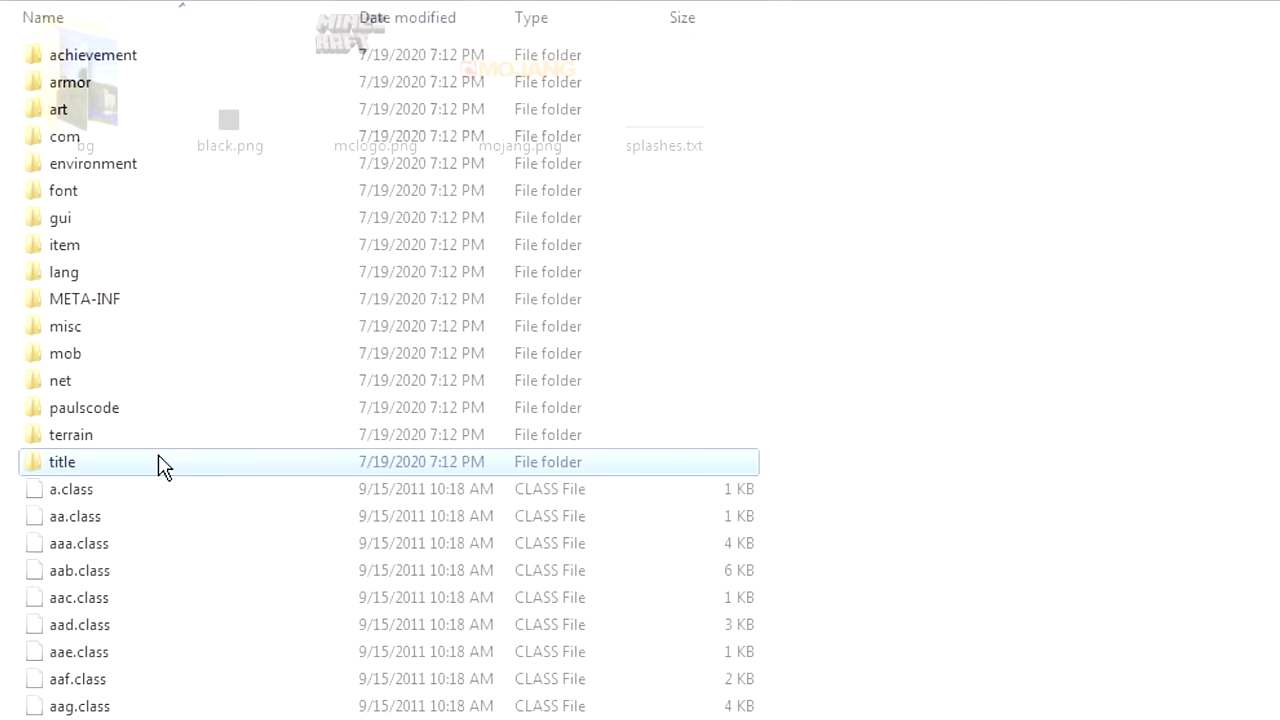 Name Date modified Type Size
MINECRAFT
achievement 7/19/2020 7:12 PM File folder
MOJANG
armor 7/19/2020 7:12 PM File folder
art 7/19/2020 7:12 PM File folder
com 7/19/2020 7:12 PM File folder
bg black.png mclogo.png mojang.png splashes.txt
environment 7/19/2020 7:12 PM File folder
font 7/19/2020 7:12 PM File folder
gui 7/19/2020 7:12 PM File folder
item 7/19/2020 7:12 PM File folder
lang 7/19/2020 7:12 PM File folder
META-INF 7/19/2020 7:12 PM File folder
misc 7/19/2020 7:12 PM File folder
mob 7/19/2020 7:12 PM File folder
net 7/19/2020 7:12 PM File folder
paulscode 7/19/2020 7:12 PM File folder
terrain 7/19/2020 7:12 PM File folder
title 7/19/2020 7:12 PM File folder
a.class 9/15/2011 10:18 AM CLASS File 1 KB
aa.class 9/15/2011 10:18 AM CLASS File 1 KB
aaa.class 9/15/2011 10:18 AM CLASS File 4 KB
aab.class 9/15/2011 10:18 AM CLASS File 6 KB
aac.class 9/15/2011 10:18 AM CLASS File 1 KB
aad.class 9/15/2011 10:18 AM CLASS File 3 KB
aae.class 9/15/2011 10:18 AM CLASS File 1 KB
aaf.class 9/15/2011 10:18 AM CLASS File 2 KB
aag.class 9/15/2011 10:18 AM CLASS File 4 KB